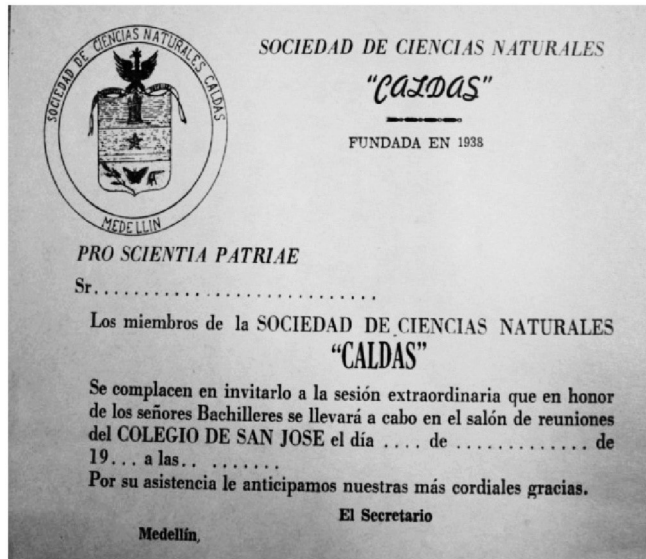 SOCIEDAD DE CIENCIAS NATURALES CALDAS
MEDELLIN
SOCIEDAD DE CIENCIAS NATURALES
"CALDAS"
FUNDADA EN 1938
PRO SCIENTIA PATRIAE
Sr. . . . . . . . . . . . . . . . . . . . . . . . . . . .
Los miembros de la SOCIEDAD DE CIENCIAS NATURALES
"CALDAS"
Se complacen en invitarlo a la sesión extraordinaria que en honor
de los señores Bachilleres se llevará a cabo en el salón de reuniones
del COLEGIO DE SAN JOSE el día . . . . de . . . . . . . . . . . . . de
19. . . a las. . . . . . . . .
Por su asistencia le anticipamos nuestras más cordiales gracias.
El Secretario
Medellín,